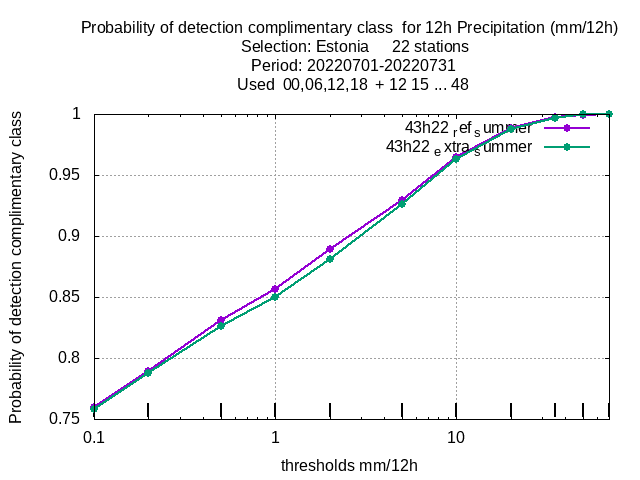 Probability of detection complimentary class  for 12h Precipitation (mm/12h)
Selection: Estonia     22 stations
Period: 20220701-20220731
Used  00,06,12,18  + 12 15 ... 48
43h22 ref summer
43h22 extra summer
Probability of detection complimentary class
1
0.95
0.9
0.85
0.8
0.75
0.1
1
10
thresholds mm/12h